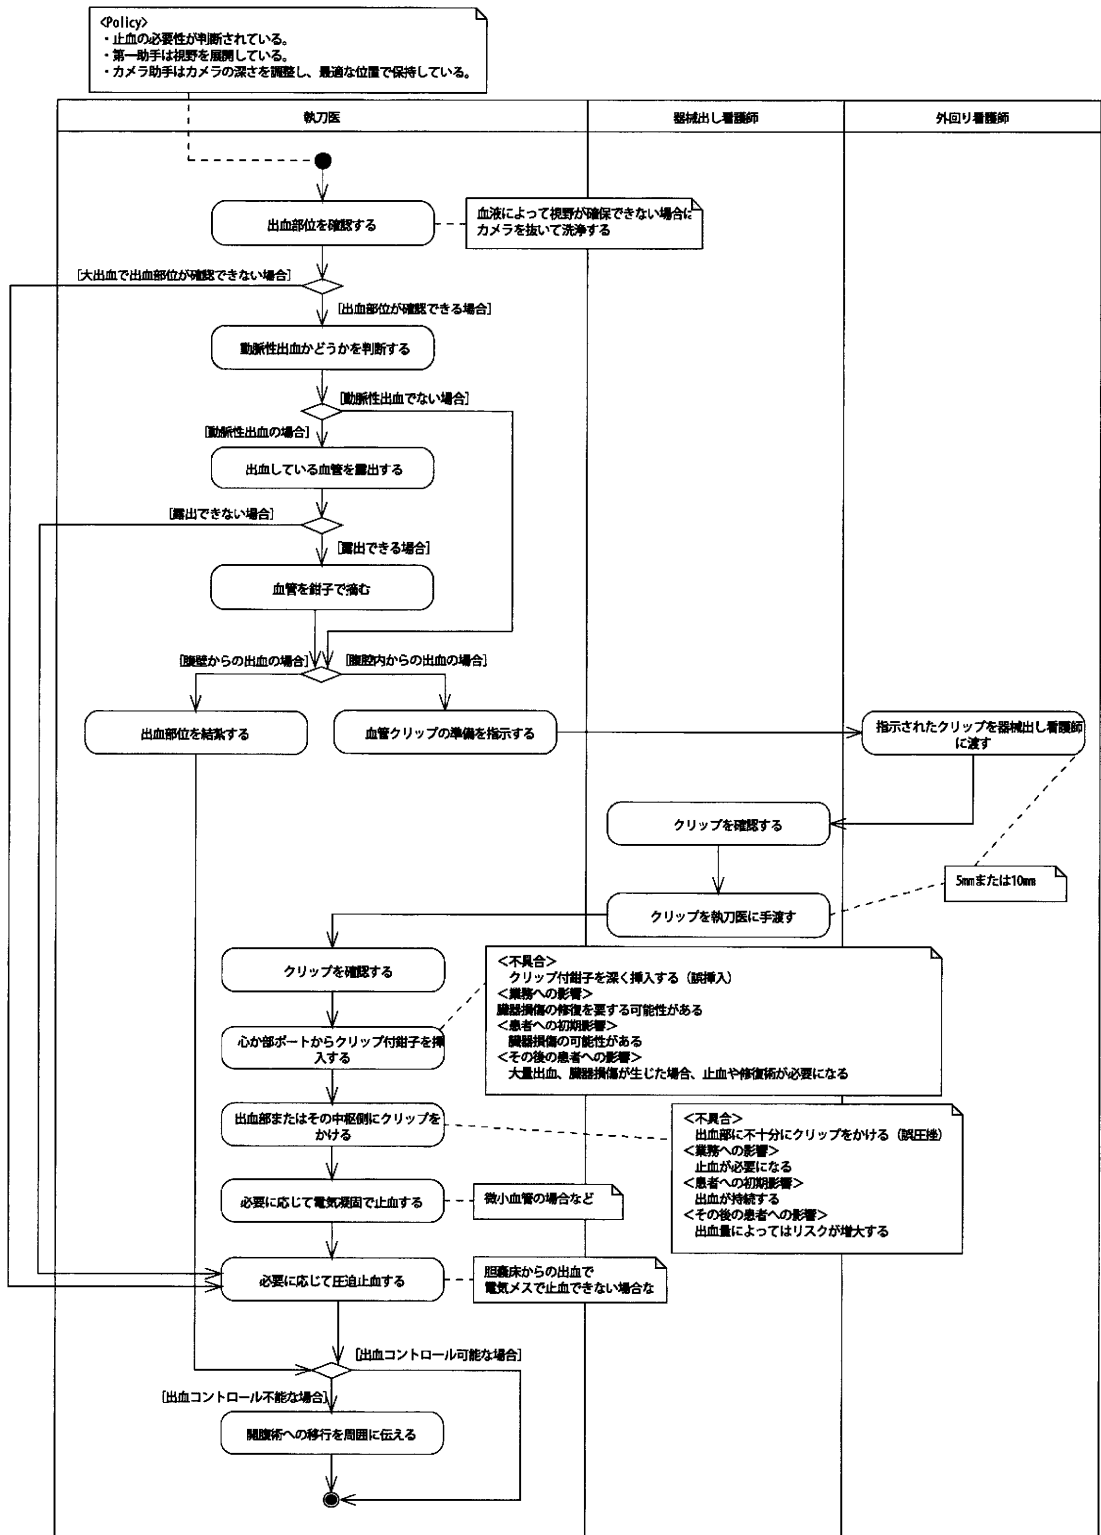 <Policy>
・止血の必要性が判断されている。
・第一助手は視野を展開している。
・カメラ助手はカメラの深さを調整し、最適な位置で保持している。
執刀医
器械出し看護師
外回り看護師
出血部位を確認する
血液によって視野が確保できない場合に
カメラを抜いて洗浄する
[大出血で出血部位が確認できない場合]
[出血部位が確認できる場合]
動脈性出血かどうかを判断する
[動脈性出血でない場合]
[動脈性出血の場合]
出血している血管を露出する
[露出できない場合]
[露出できる場合]
血管を鉗子で摘む
[腹壁からの出血の場合]
[腹腔内からの出血の場合]
出血部位を結紮する
血管クリップの準備を指示する
指示されたクリップを器械出し看護師
に渡す
クリップを確認する
5mmまたは10mm
クリップを執刀医に手渡す
クリップを確認する
<不具合>
クリップ付鉗子を深く挿入する（誤挿入）
<業務への影響>
臓器損傷の修復を要する可能性がある
<患者への初期影響>
臓器損傷の可能性がある
<その後の患者への影響>
大量出血、臓器損傷が生じた場合、止血や修復術が必要になる
心か部ポートからクリップ付鉗子を挿
入する
出血部またはその中枢側にクリップを
かける
<不具合>
出血部に不十分にクリップをかける（誤圧挫）
<業務への影響>
止血が必要になる
<患者への初期影響>
出血が持続する
<その後の患者への影響>
出血量によってはリスクが増大する
必要に応じて電気凝固で止血する
微小血管の場合など
必要に応じて圧迫止血する
胆嚢床からの出血で
電気メスで止血できない場合な
[出血コントロール可能な場合]
[出血コントロール不能な場合]
開腹術への移行を周囲に伝える